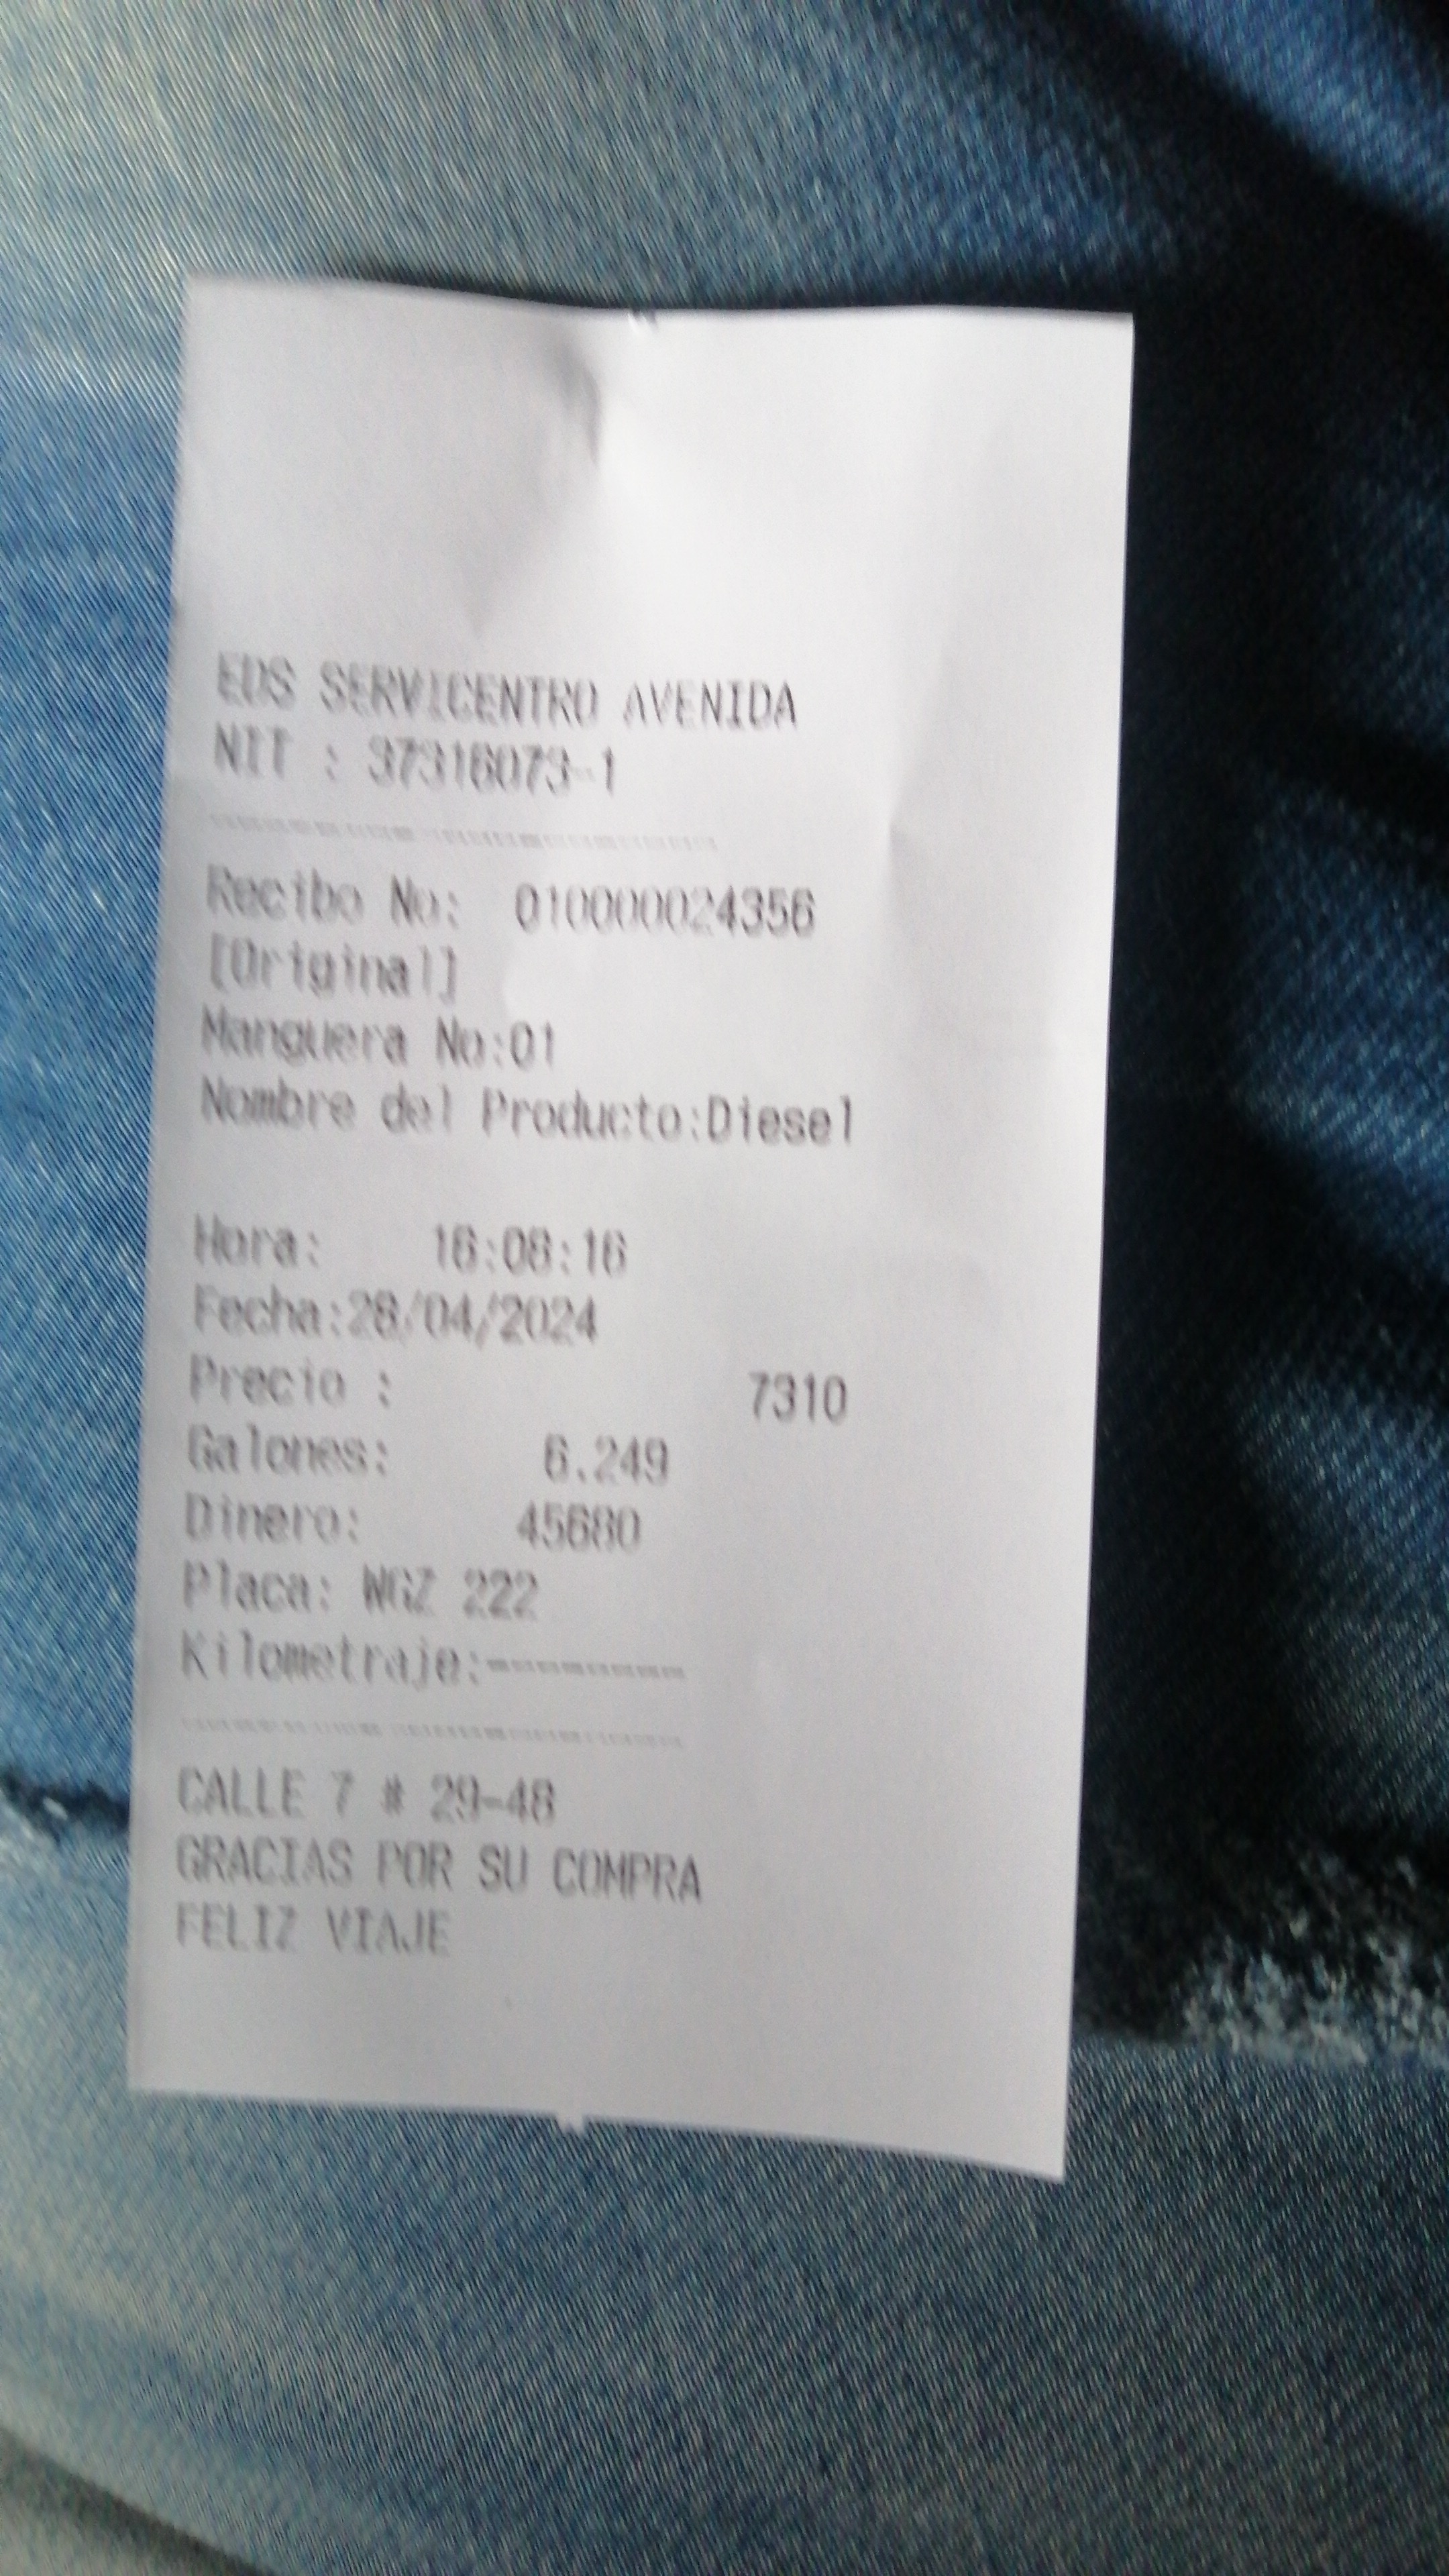 EDS SERVICENTRO AVENIDA
NIT : 37316073-1
Recibo No: 010000024356
[Original]
Manguera No:01
Nombre del Producto:Diesel
Hora: 16:08:16
Fecha:28/04/2024
Precio : 7310
Galones: 6.249
Dinero: 45680
Placa: WGZ 222
Kilometraje:--------
CALLE 7 # 29-48
GRACIAS POR SU COMPRA
FELIZ VIAJE